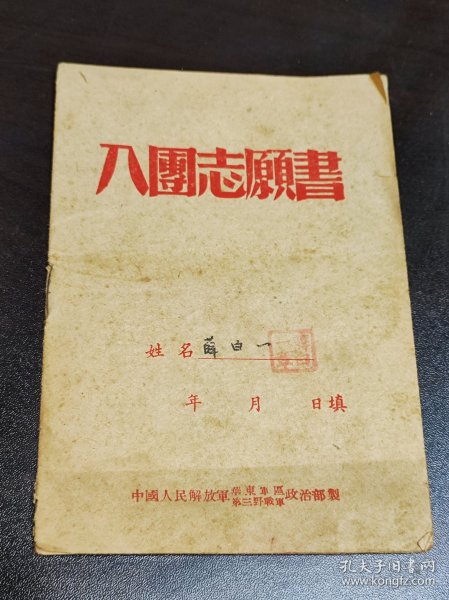 入團志願書
姓名 薛白一
年 月 日填
中國人民解放軍華東軍區第三野戰軍政治部製
孔夫子旧书网
www.kongfz.com